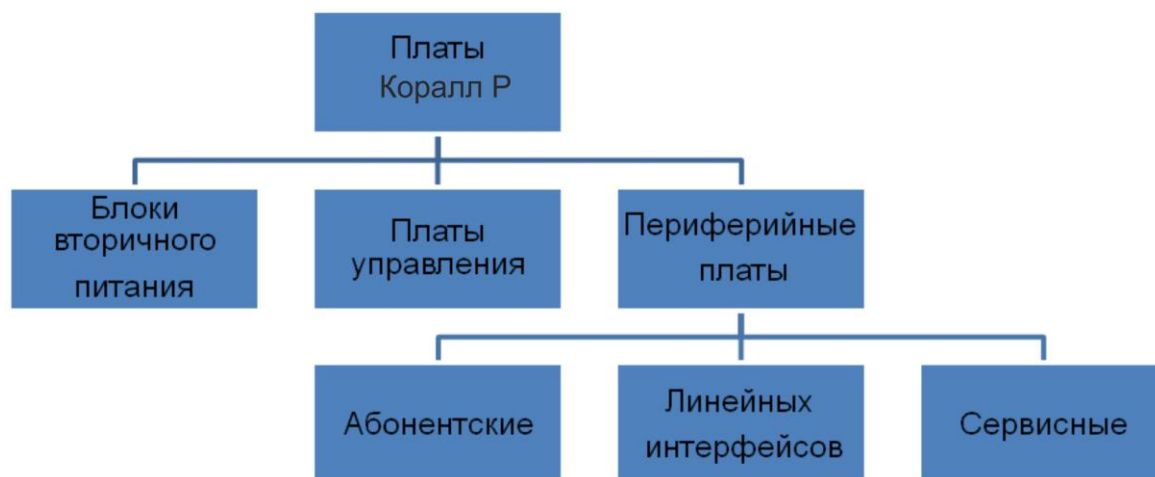 Платы
Коралл Р
Блоки
вторичного
питания
Платы
управления
Периферийные
платы
Абонентские
Линейных
интерфейсов
Сервисные